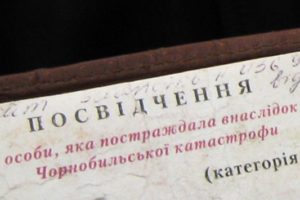 ПОСВІДЧЕННЯ
особи, яка постраждала внаслідок
Чорнобильської катастрофи
(категорія